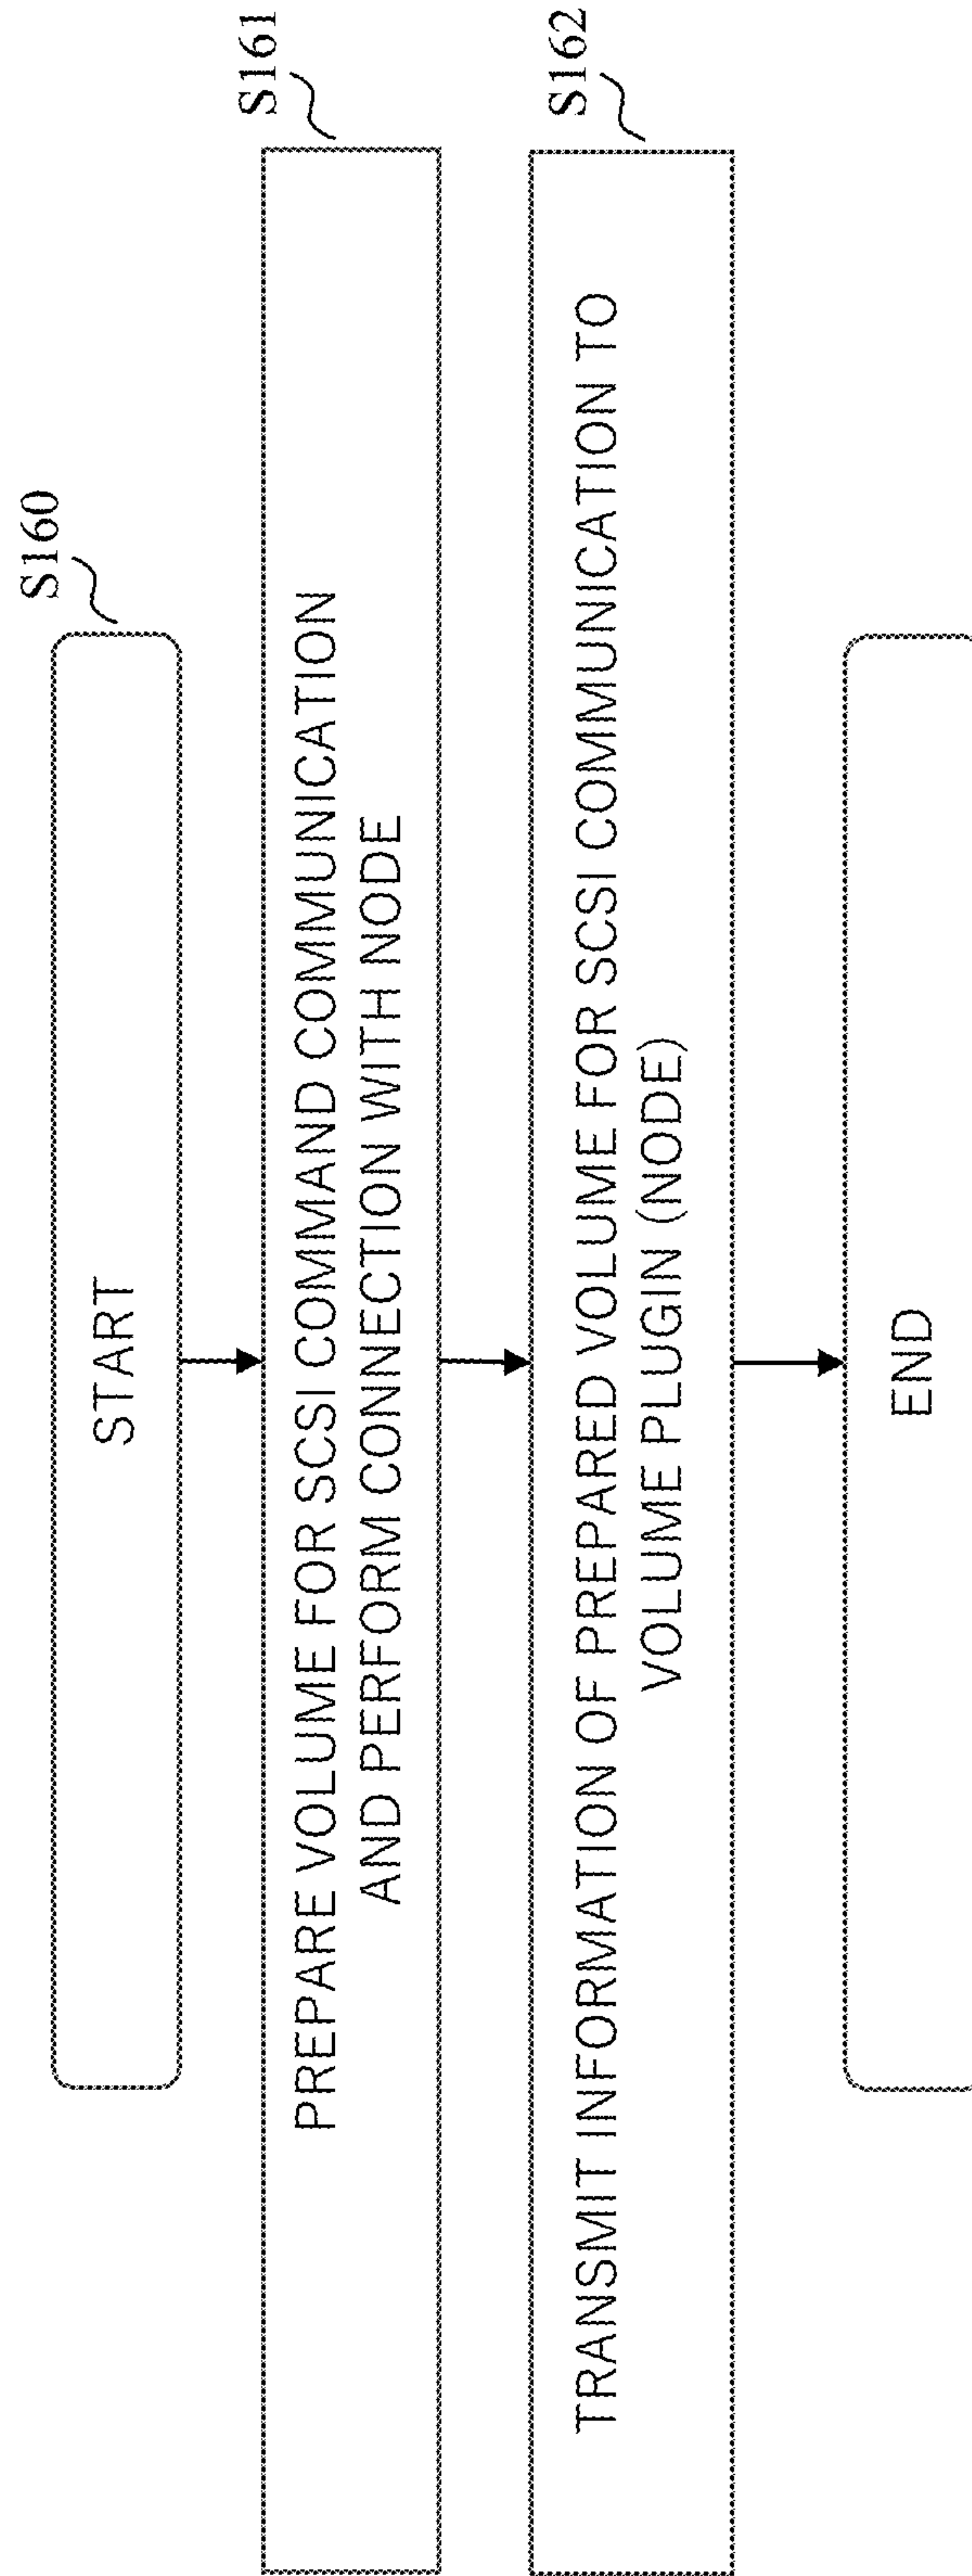 S160
START
S161
PREPARE VOLUME FOR SCSI COMMAND COMMUNICATION
AND PERFORM CONNECTION WITH NODE
S162
TRANSMIT INFORMATION OF PREPARED VOLUME FOR SCSI COMMUNICATION TO
VOLUME PLUGIN (NODE)
END